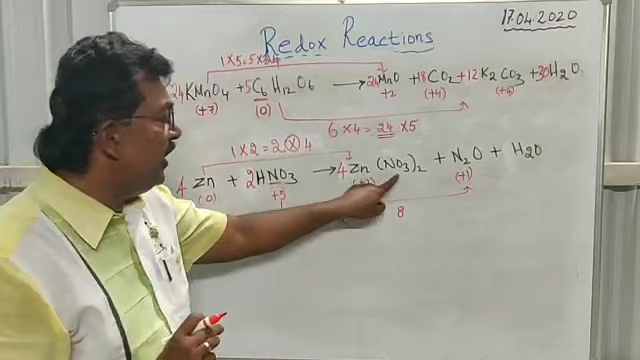 17.04.2020
Redox Reactions
1 x 5 = 5 x 24
24KMnO4 + 5C6H12O6 → 24MnO + 18CO2 + 12K2CO3 + 30H2O
(+7) (0) +2 (+4) (+4)
6 x 4 = 24 x 5
1 x 2 = 2 x 4
4 Zn + 2HNO3 → 4Zn (NO3)2 + N2O + H2O
(0) +5 (+1)
8